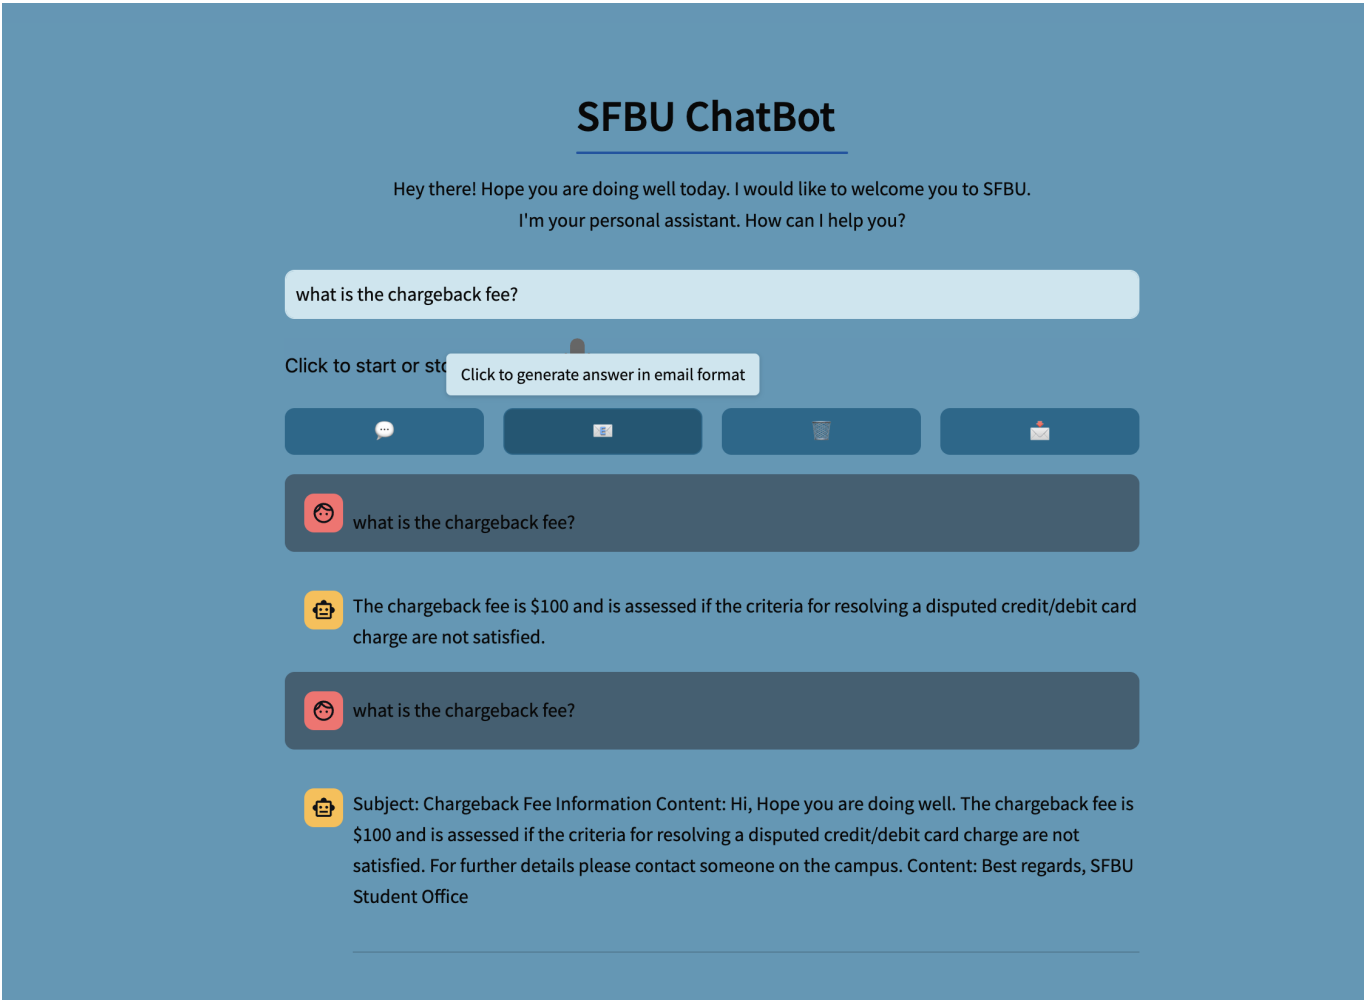 SFBU ChatBot
Hey there! Hope you are doing well today. I would like to welcome you to SFBU.
I'm your personal assistant. How can I help you?
what is the chargeback fee?
Click to start or sto
Click to generate answer in email format
what is the chargeback fee?
The chargeback fee is $100 and is assessed if the criteria for resolving a disputed credit/debit card
charge are not satisfied.
what is the chargeback fee?
Subject: Chargeback Fee Information Content: Hi, Hope you are doing well. The chargeback fee is
$100 and is assessed if the criteria for resolving a disputed credit/debit card charge are not
satisfied. For further details please contact someone on the campus. Content: Best regards, SFBU
Student Office